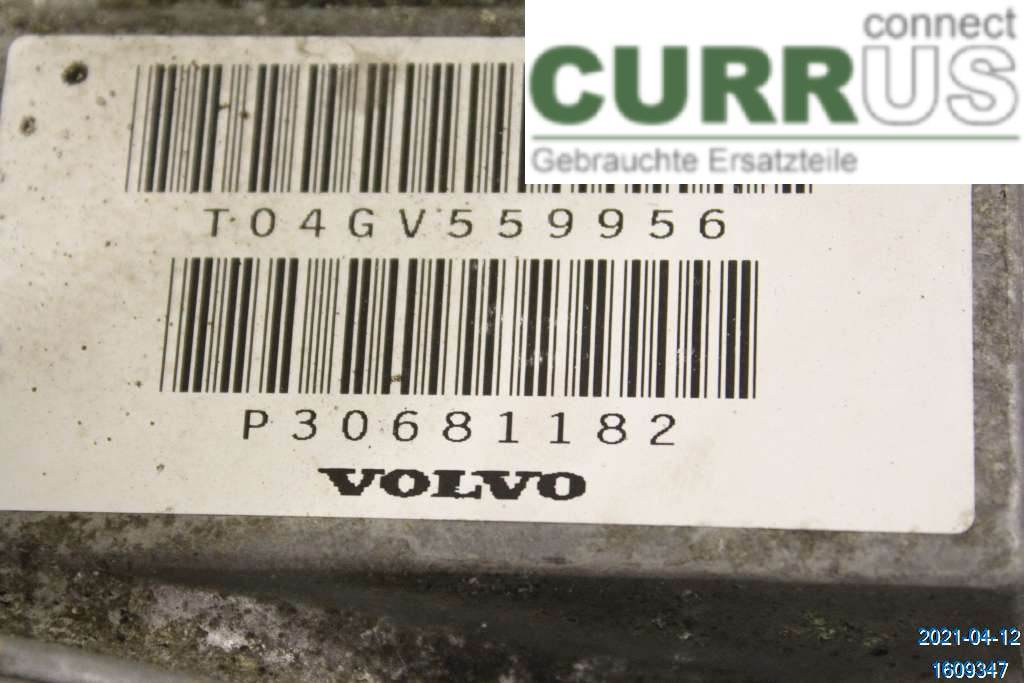 connect
CURRUS
Gebrauchte Ersatzteile
T04GV559956
P30681182
VOLVO
2021-04-12
1609347